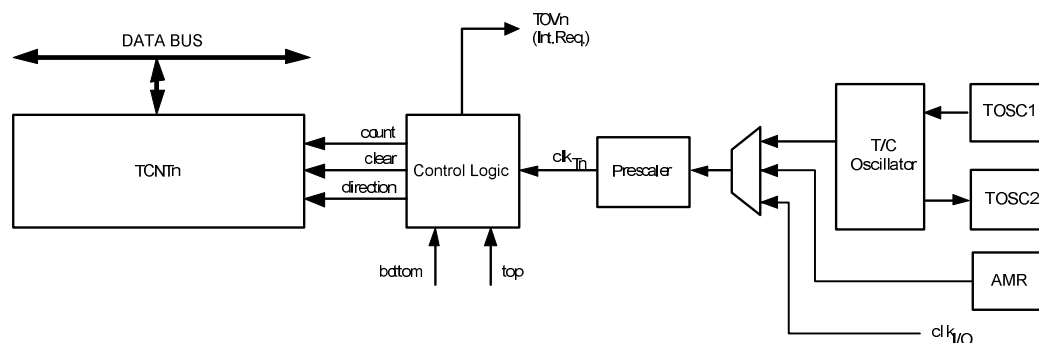 TOVn
(Int.Req.)
DATA BUS
TOSC1
count
T/C
Oscillator
clear
TCNTn
Control Logic
clkTn
Prescaler
direction
TOSC2
bottom
top
AMR
clkI/O